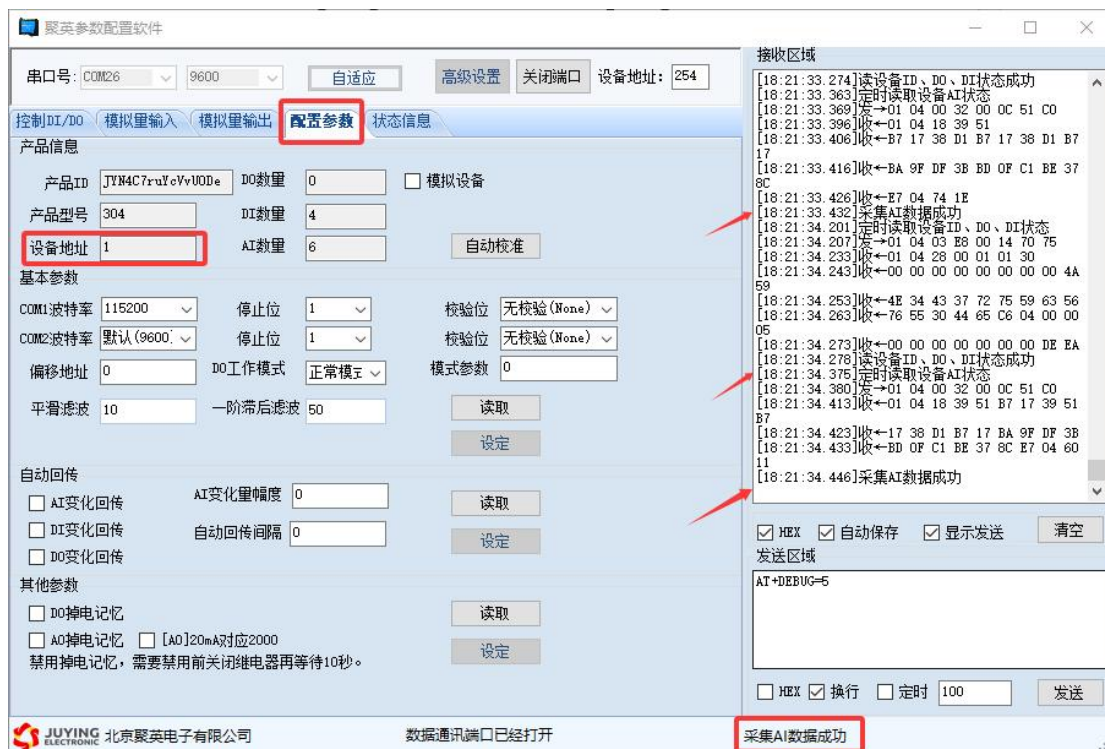 聚英参数配置软件
串口号: COM26 9600 自适应 高级设置 关闭端口 设备地址: 254
控制DI/DO 模拟量输入 模拟量输出 配置参数 状态信息
产品信息
产品ID JYN4C7ruYcVvU0De DO数量 0 模拟设备
产品型号 304 DI数量 4
设备地址 1 AI数量 6 自动校准
基本参数
COM1波特率 115200 停止位 1 校验位 无校验(None)
COM2波特率 默认(9600) 停止位 1 校验位 无校验(None)
偏移地址 0 DO工作模式 正常模式 模式参数 0
平滑滤波 10 一阶滞后滤波 50 读取
设定
自动回传
AI变化回传 AI变化量幅度 0 读取
DI变化回传 自动回传间隔 0 设定
DO变化回传
其他参数
DO掉电记忆 读取
AO掉电记忆 [AO]20mA对应2000 设定
禁用掉电记忆，需要禁用前关闭继电器再等待10秒。
接收区域
[18:21:33.274]读设备ID、DO、DI状态成功
[18:21:33.363]定时读取设备AI状态
[18:21:33.369]发→01 04 00 32 00 0C 51 C0
[18:21:33.396]收←01 04 18 39 51
[18:21:33.406]收←B7 17 38 D1 B7 17 38 D1 B7
17
[18:21:33.416]收←BA 9F DF 3B BD 0F C1 BE 37
8C
[18:21:33.426]收←E7 04 74 1E
[18:21:33.432]采集AI数据成功
[18:21:34.201]定时读取设备ID、DO、DI状态
[18:21:34.207]发→01 04 03 E8 00 14 70 75
[18:21:34.233]收←01 04 28 00 01 01 30
[18:21:34.243]收←00 00 00 00 00 00 00 00 4A
59
[18:21:34.253]收←4E 34 43 37 72 75 59 63 56
[18:21:34.263]收←76 55 30 44 65 C6 04 00 00
05
[18:21:34.273]收←00 00 00 00 00 00 00 DE EA
[18:21:34.278]读设备ID、DO、DI状态成功
[18:21:34.375]定时读取设备AI状态
[18:21:34.380]发→01 04 00 32 00 0C 51 C0
[18:21:34.413]收←01 04 18 39 51 B7 17 39 51
B7
[18:21:34.423]收←17 38 D1 B7 17 BA 9F DF 3B
[18:21:34.433]收←BD 0F C1 BE 37 8C E7 04 60
11
[18:21:34.446]采集AI数据成功
HEX 自动保存 显示发送 清空
发送区域
AT+DEBUG=5
HEX 换行 定时 100 发送
JUYING ELECTRONIC 北京聚英电子有限公司 数据通讯端口已经打开 采集AI数据成功